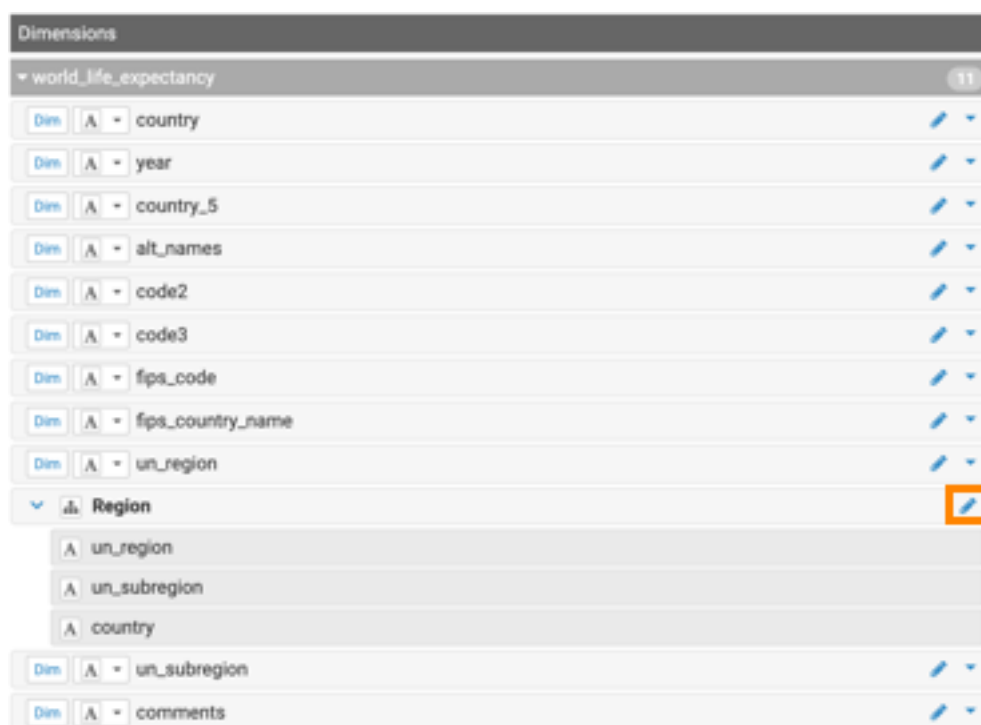 Dimensions
world_life_expectancy 11
Dim A country
Dim A year
Dim A country_5
Dim A alt_names
Dim A code2
Dim A code3
Dim A fips_code
Dim A fips_country_name
Dim A un_region
Region
A un_region
A un_subregion
A country
Dim A un_subregion
Dim A comments